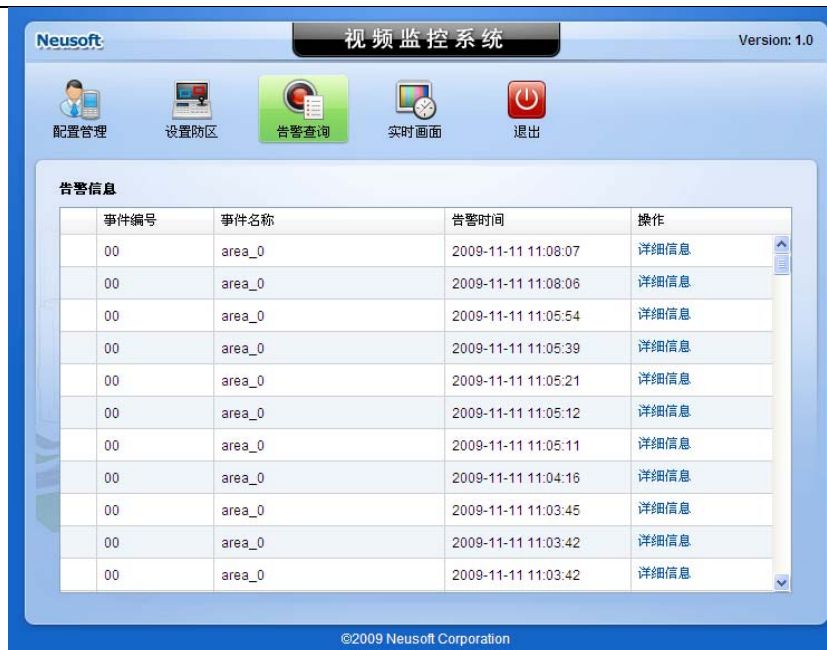 Neusoft 视频监控系统 Version: 1.0
配置管理 设置防区 告警查询 实时画面 退出
告警信息
事件编号 事件名称 告警时间 操作
00 area_0 2009-11-11 11:08:07 详细信息
00 area_0 2009-11-11 11:08:06 详细信息
00 area_0 2009-11-11 11:05:54 详细信息
00 area_0 2009-11-11 11:05:39 详细信息
00 area_0 2009-11-11 11:05:21 详细信息
00 area_0 2009-11-11 11:05:12 详细信息
00 area_0 2009-11-11 11:05:11 详细信息
00 area_0 2009-11-11 11:04:16 详细信息
00 area_0 2009-11-11 11:03:45 详细信息
00 area_0 2009-11-11 11:03:42 详细信息
00 area_0 2009-11-11 11:03:42 详细信息
©2009 Neusoft Corporation